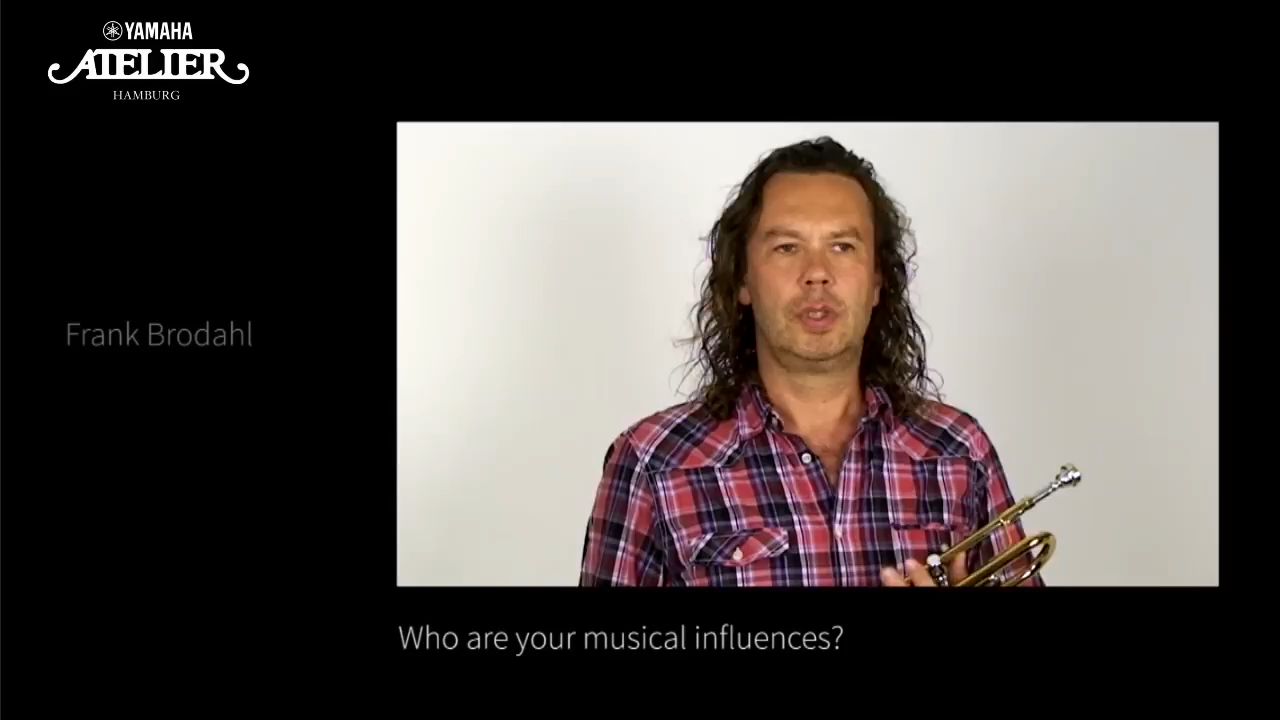 YAMAHA
ATELIER
HAMBURG
Frank Brodahl
Who are your musical influences?